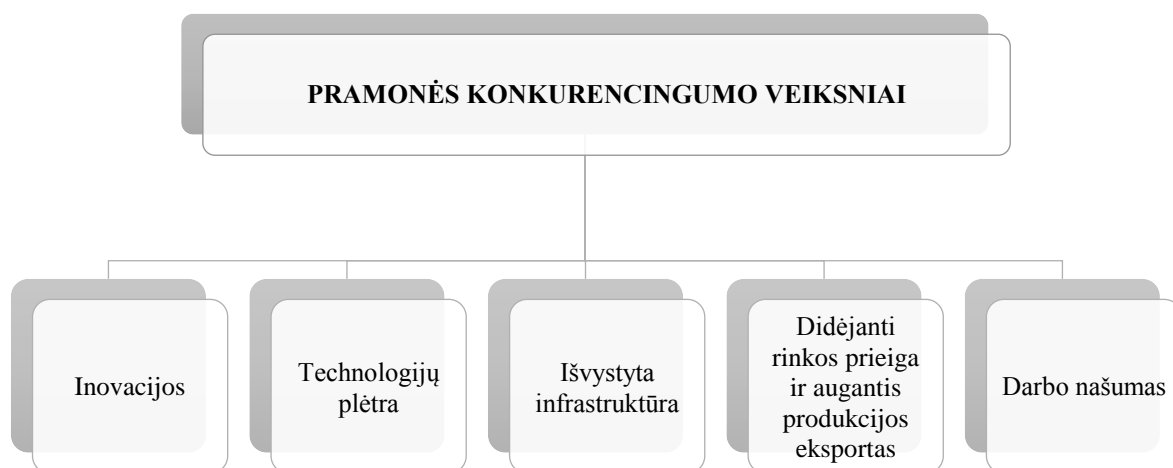 PRAMONĖS KONKURENCINGUMO VEIKSNIAI
Inovacijos
Technologijų
plėtra
Išvystyta
infrastruktūra
Didėjanti
rinkos prieiga
ir augantis
produkcijos
eksportas
Darbo našumas